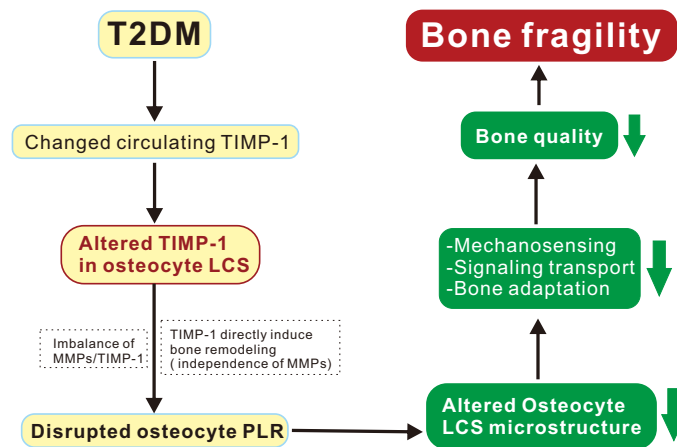 T2DM
Changed circulating TIMP-1
Altered TIMP-1
in osteocyte LCS
Imbalance of
MMPs/TIMP-1
TIMP-1 directly induce
bone remodeling
( independence of MMPs)
Disrupted osteocyte PLR
Altered Osteocyte
LCS microstructure
-Mechanosensing
-Signaling transport
-Bone adaptation
Bone quality
Bone fragility